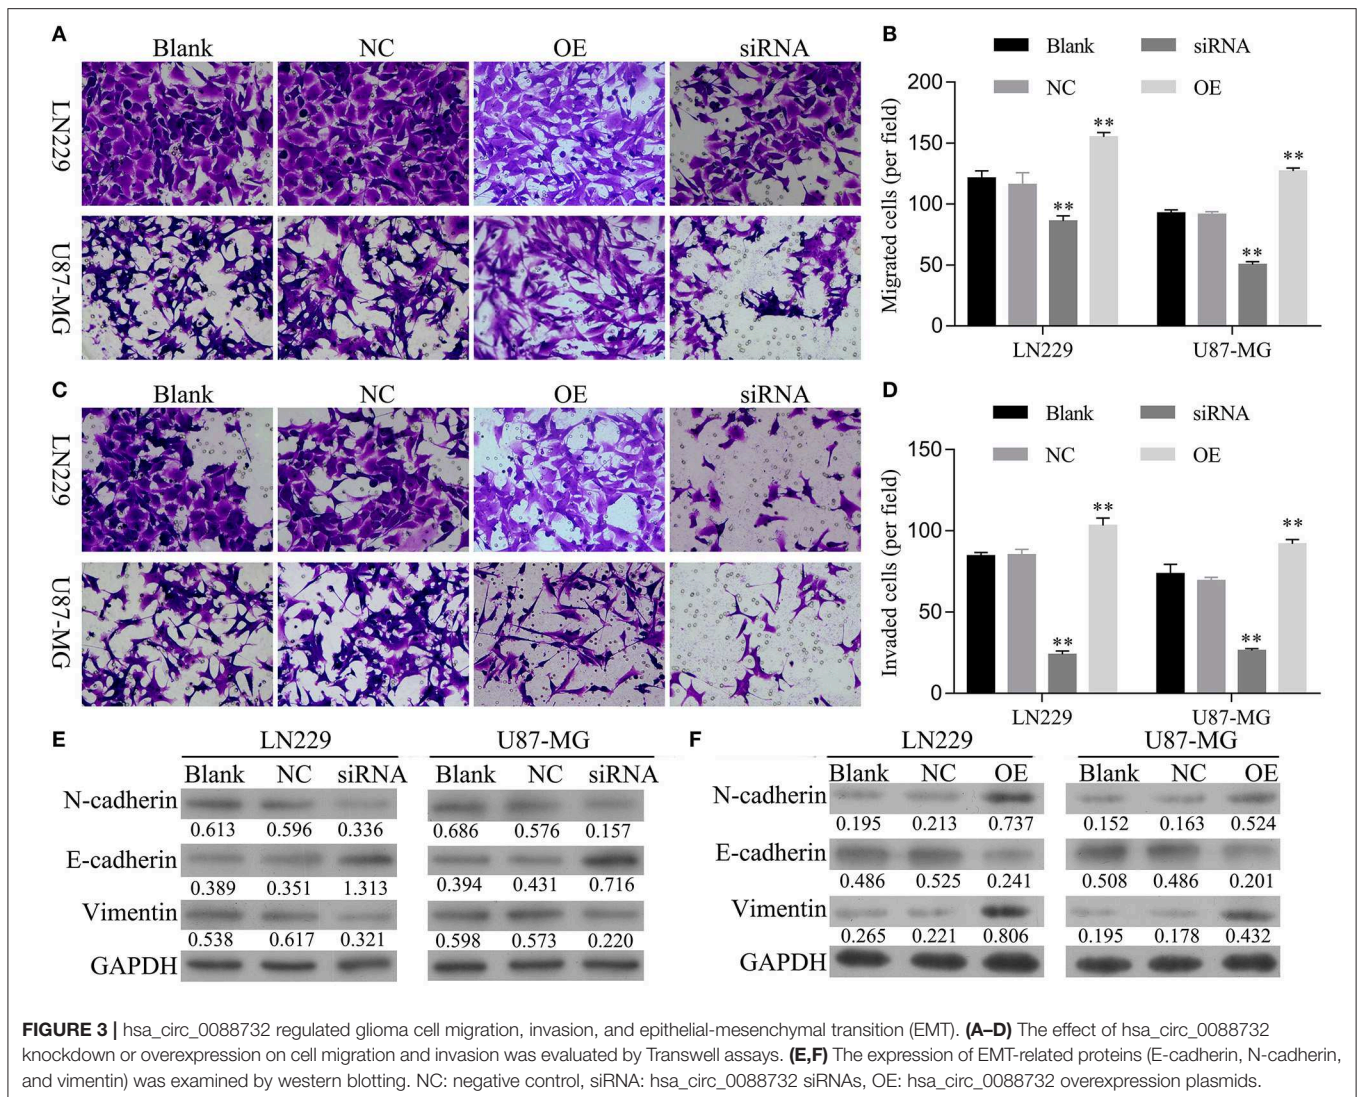 A
Blank NC OE siRNA
LN229
U87-MG
B
Blank siRNA
NC OE
Migrated cells (per field)
200
150
100
50
0
** ** ** **
LN229 U87-MG
C
Blank NC OE siRNA
LN229
U87-MG
D
Blank siRNA
NC OE
Invaded cells (per field)
150
100
50
0
** ** ** **
LN229 U87-MG
E
LN229 U87-MG
Blank NC siRNA Blank NC siRNA
N-cadherin
0.613 0.596 0.336 0.686 0.576 0.157
E-cadherin
0.389 0.351 1.313 0.394 0.431 0.716
Vimentin
0.538 0.617 0.321 0.598 0.573 0.220
GAPDH
F
LN229 U87-MG
Blank NC OE Blank NC OE
N-cadherin
0.195 0.213 0.737 0.152 0.163 0.524
E-cadherin
0.486 0.525 0.241 0.508 0.486 0.201
Vimentin
0.265 0.221 0.806 0.195 0.178 0.432
GAPDH
FIGURE 3 | hsa_circ_0088732 regulated glioma cell migration, invasion, and epithelial-mesenchymal transition (EMT). (A–D) The effect of hsa_circ_0088732
knockdown or overexpression on cell migration and invasion was evaluated by Transwell assays. (E,F) The expression of EMT-related proteins (E-cadherin, N-cadherin,
and vimentin) was examined by western blotting. NC: negative control, siRNA: hsa_circ_0088732 siRNAs, OE: hsa_circ_0088732 overexpression plasmids.